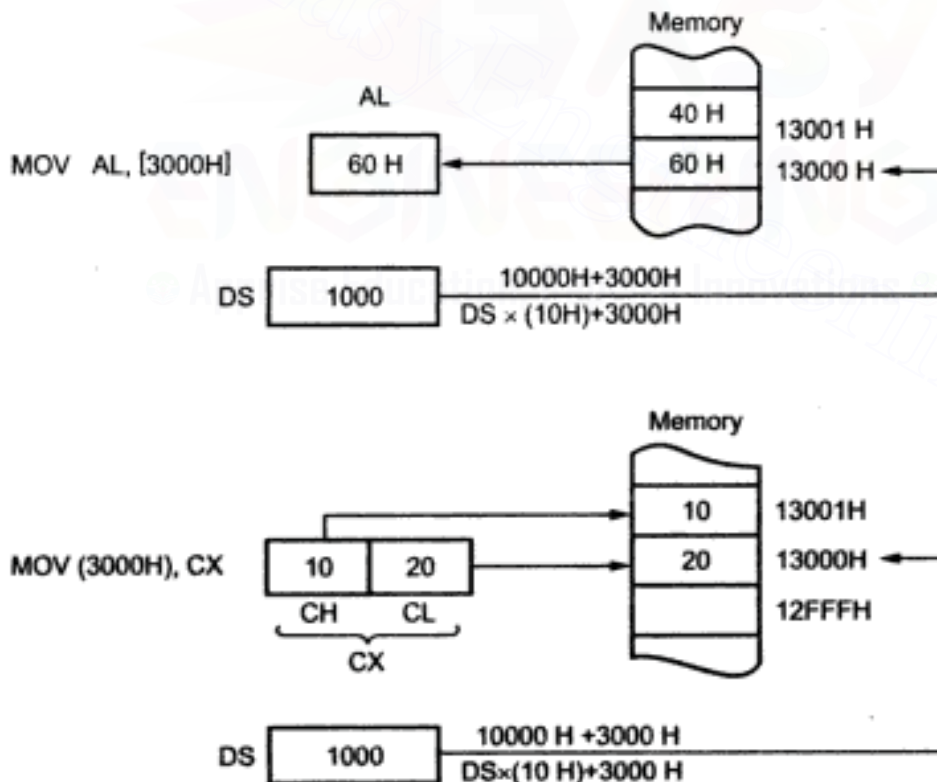 Memory
AL
40 H
13001 H
MOV AL, [3000H]
60 H
60 H
13000 H
DS
1000
10000H+3000H
DS × (10H)+3000H
Memory
10
13001H
MOV (3000H), CX
10
20
20
13000H
CH
CL
12FFFH
CX
DS
1000
10000 H +3000 H
DS×(10 H)+3000 H